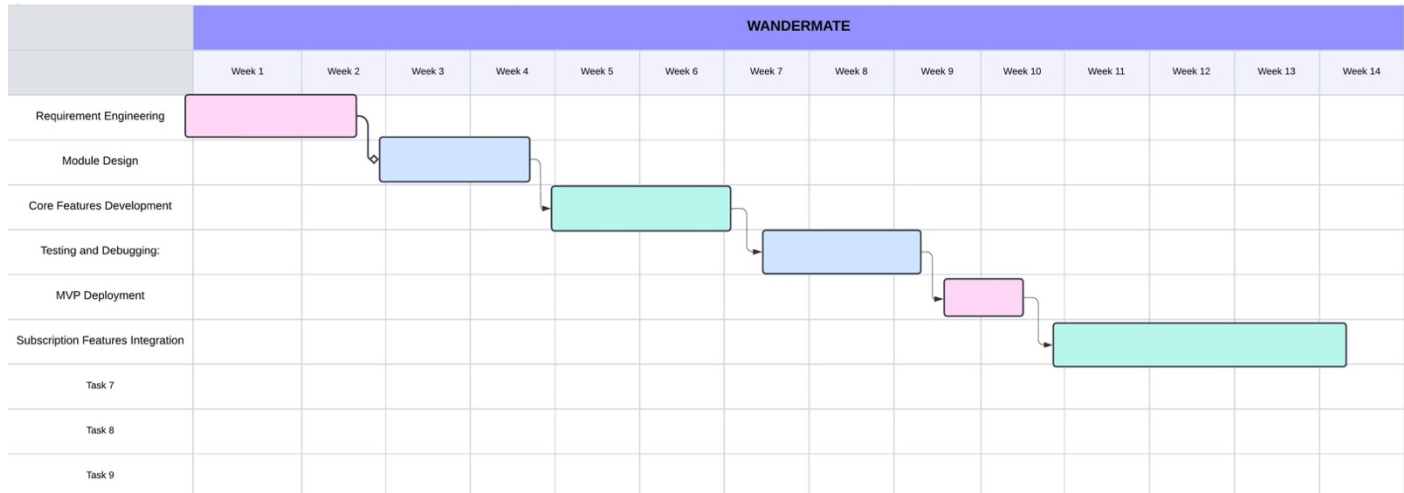 WANDERMATE
Week 1 Week 2 Week 3 Week 4 Week 5 Week 6 Week 7 Week 8 Week 9 Week 10 Week 11 Week 12 Week 13 Week 14
Requirement Engineering
Module Design
Core Features Development
Testing and Debugging:
MVP Deployment
Subscription Features Integration
Task 7
Task 8
Task 9